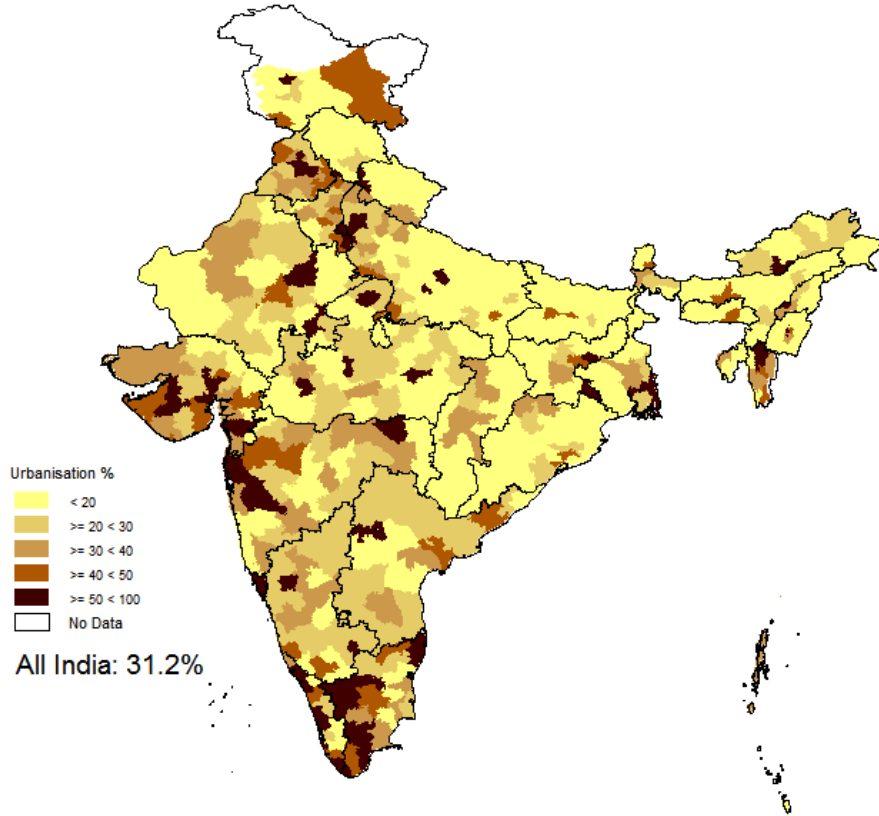 Urbanisation %
< 20
>= 20 < 30
>= 30 < 40
>= 40 < 50
>= 50 < 100
No Data
All India: 31.2%